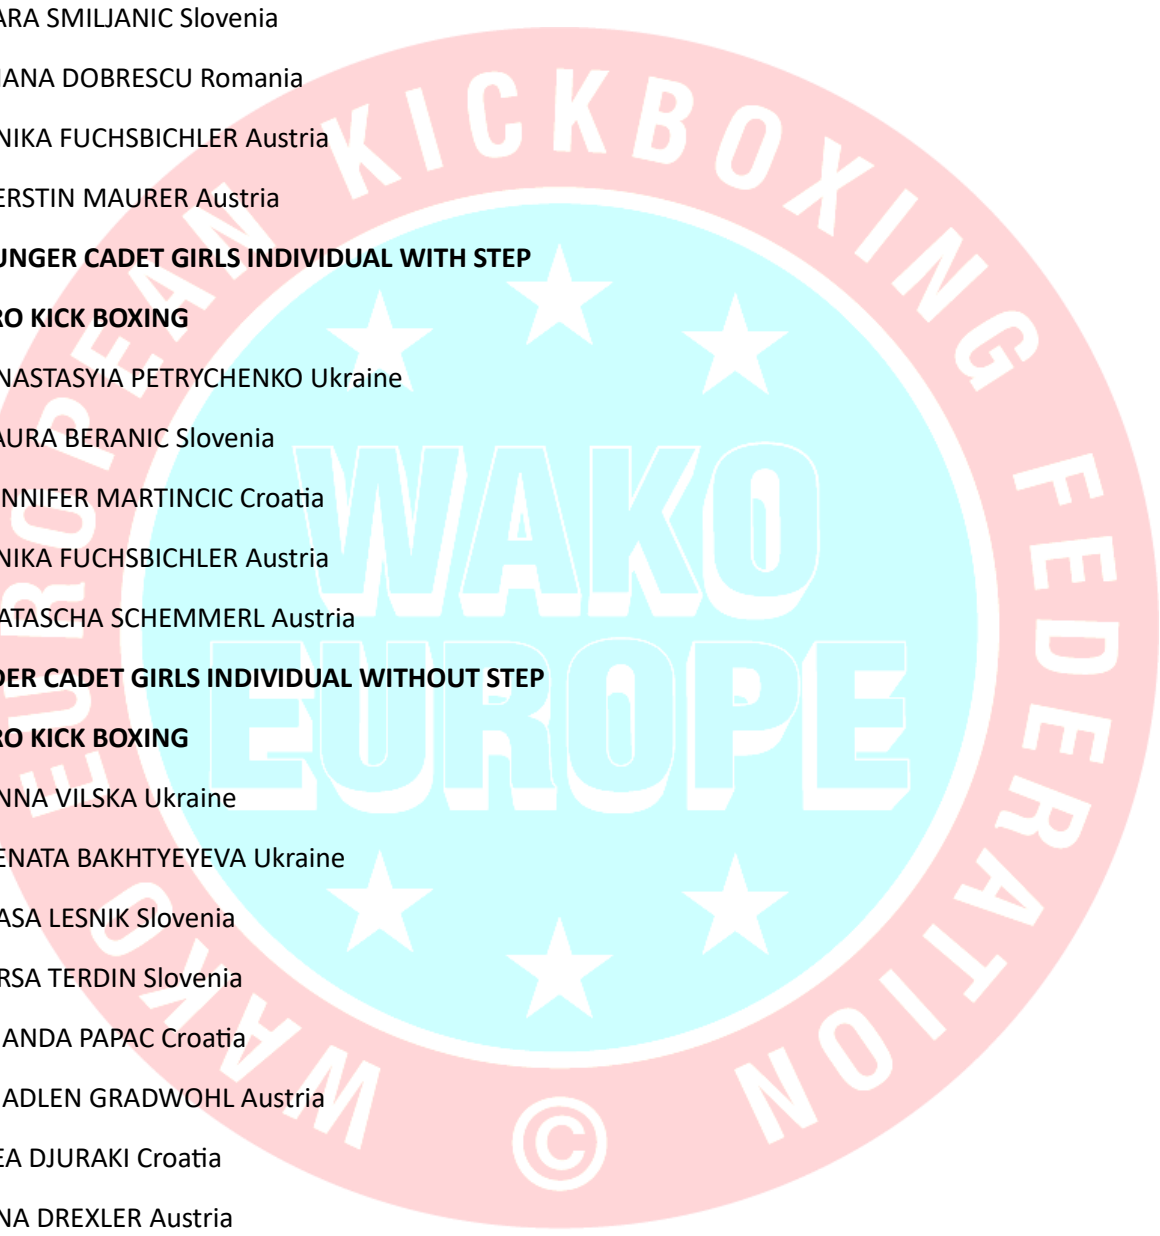 ARA SMILJANIC Slovenia
IANA DOBRESCU Romania
NIKA FUCHSBICHLER Austria
ERSTIN MAURER Austria
UNGER CADET GIRLS INDIVIDUAL WITH STEP
RO KICK BOXING
NASTASYIA PETRYCHENKO Ukraine
AURA BERANIC Slovenia
NNIFER MARTINCIC Croatia
NIKA FUCHSBICHLER Austria
ATASCHA SCHEMMERL Austria
DER CADET GIRLS INDIVIDUAL WITHOUT STEP
RO KICK BOXING
NNA VILSKA Ukraine
ENATA BAKHTYEYEVA Ukraine
ASA LESNIK Slovenia
RSA TERDIN Slovenia
ANDA PAPAC Croatia
ADLEN GRADWOHL Austria
EA DJURAKI Croatia
NA DREXLER Austria
WAKO EUROPEAN KICKBOXING FEDERATION ©
WAKO
EUROPE